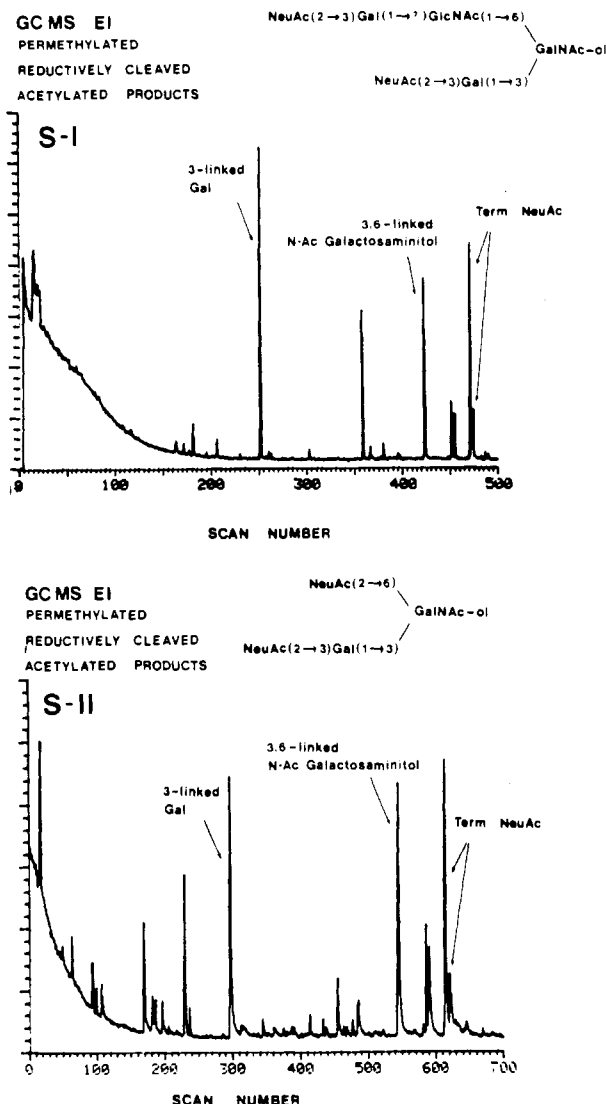 GCMS EI
PERMETHYLATED
REDUCTIVELY CLEAVED
ACETYLATED PRODUCTS
NeuAc(2→3)Gal(1→?)GlcNAc(1→6)
GalNAc-ol
NeuAc(2→3)Gal(1→3)
S-I
3-linked
Gal
3.6-linked
N-Ac Galactosaminitol
Term NeuAc
0 100 200 300 400 500
SCAN NUMBER
GCMS EI
PERMETHYLATED
REDUCTIVELY CLEAVED
ACETYLATED PRODUCTS
NeuAc(2→6)
GalNAc-ol
NeuAc(2→3)Gal(1→3)
S-II
3-linked
Gal
3.6-linked
N-Ac Galactosaminitol
Term NeuAc
0 100 200 300 400 500 600 700
SCAN NUMBER